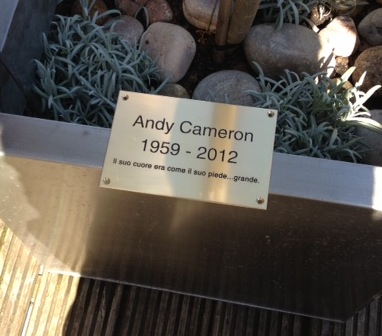 Andy Cameron
1959 - 2012
Il suo cuore era come il suo piede...grande.